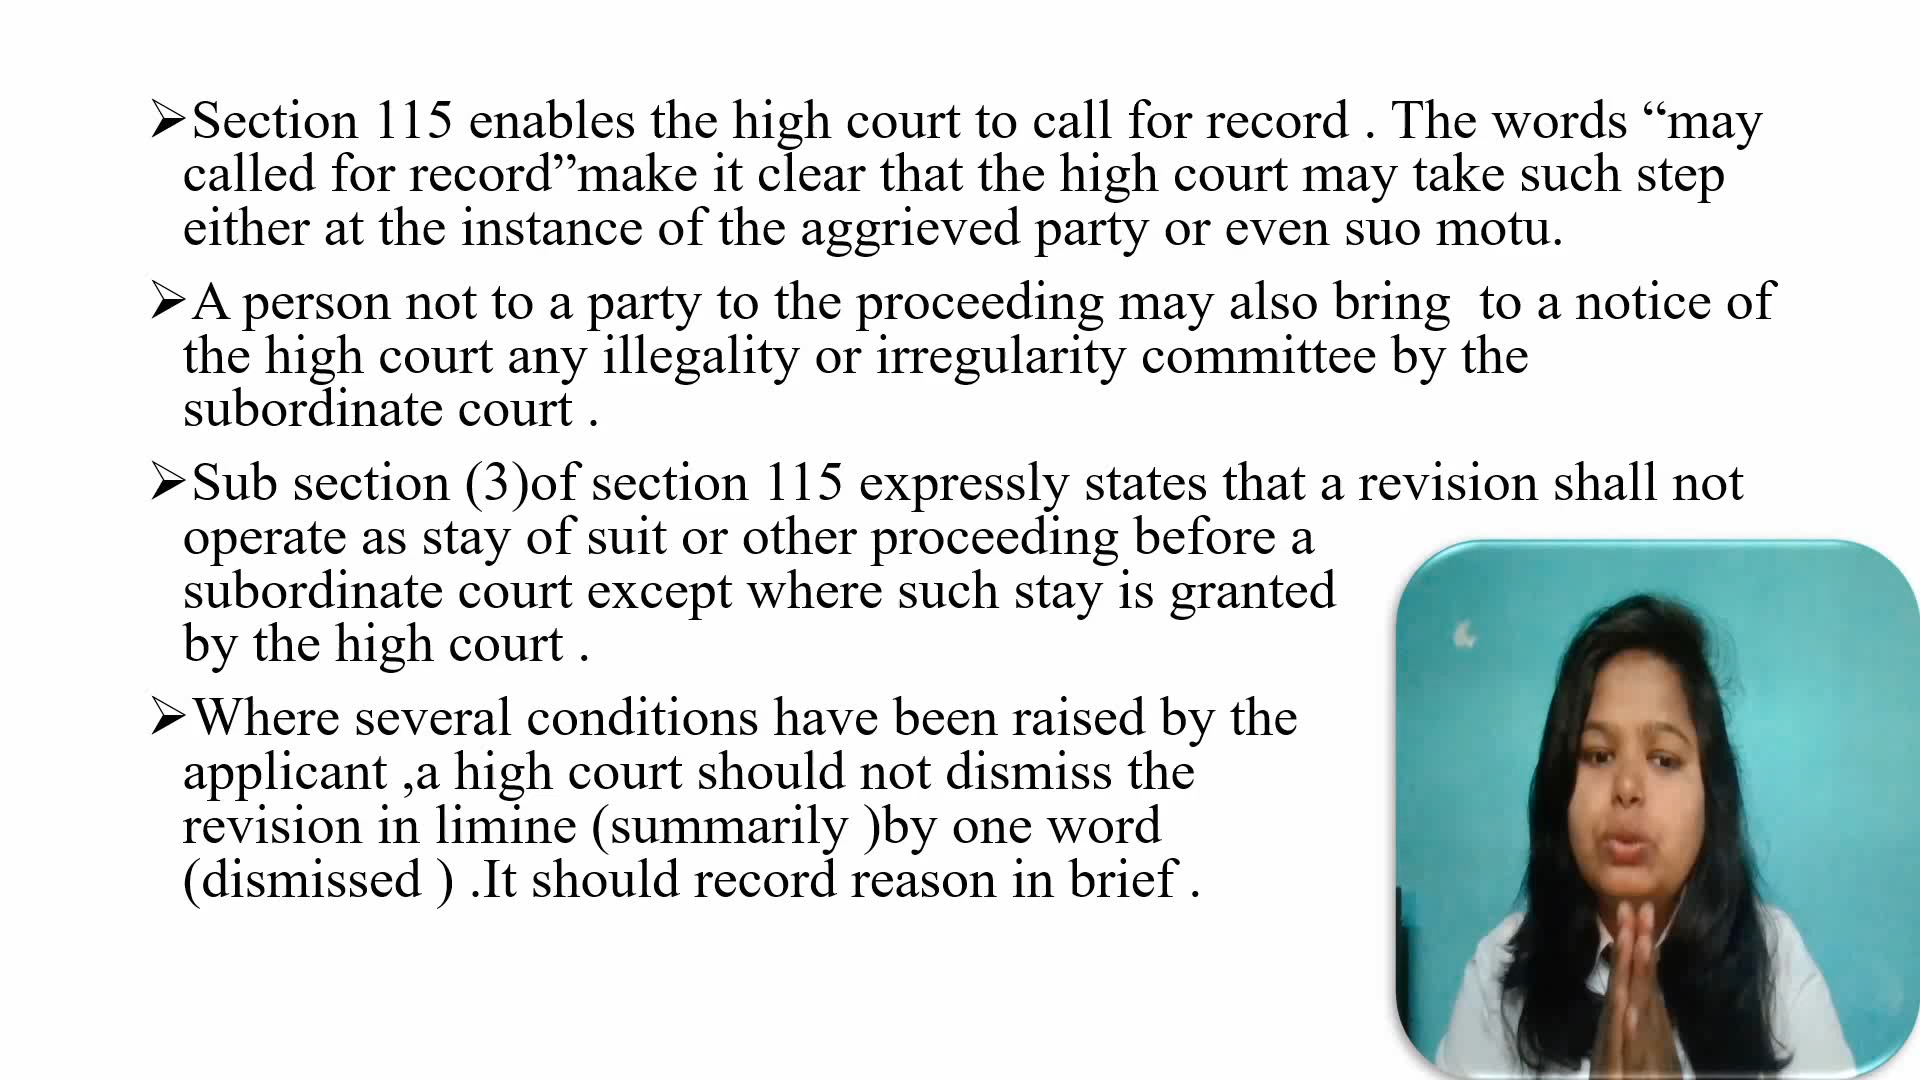 ➢Section 115 enables the high court to call for record . The words “may
called for record”make it clear that the high court may take such step
either at the instance of the aggrieved party or even suo motu.
➢A person not to a party to the proceeding may also bring  to a notice of
the high court any illegality or irregularity committee by the
subordinate court .
➢Sub section (3)of section 115 expressly states that a revision shall not
operate as stay of suit or other proceeding before a
subordinate court except where such stay is granted
by the high court .
➢Where several conditions have been raised by the
applicant ,a high court should not dismiss the
revision in limine (summarily )by one word
(dismissed ) .It should record reason in brief .